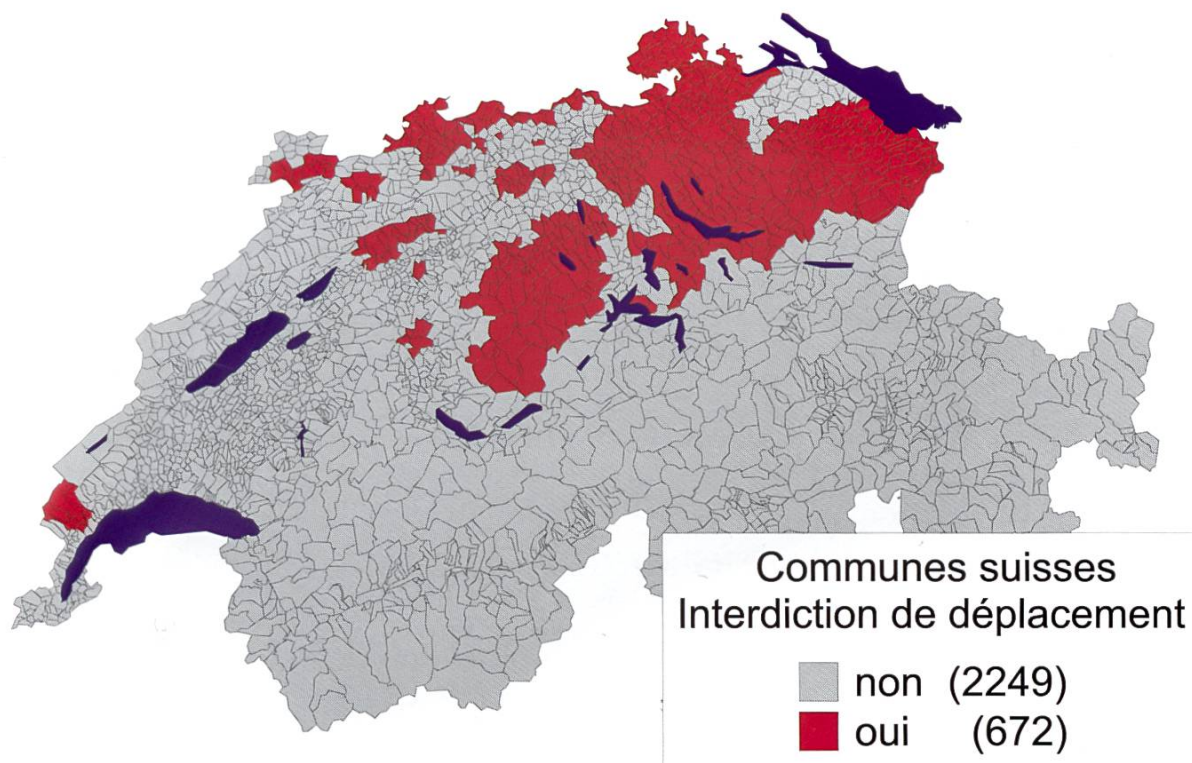 Communes suisses
Interdiction de déplacement
non (2249)
oui (672)